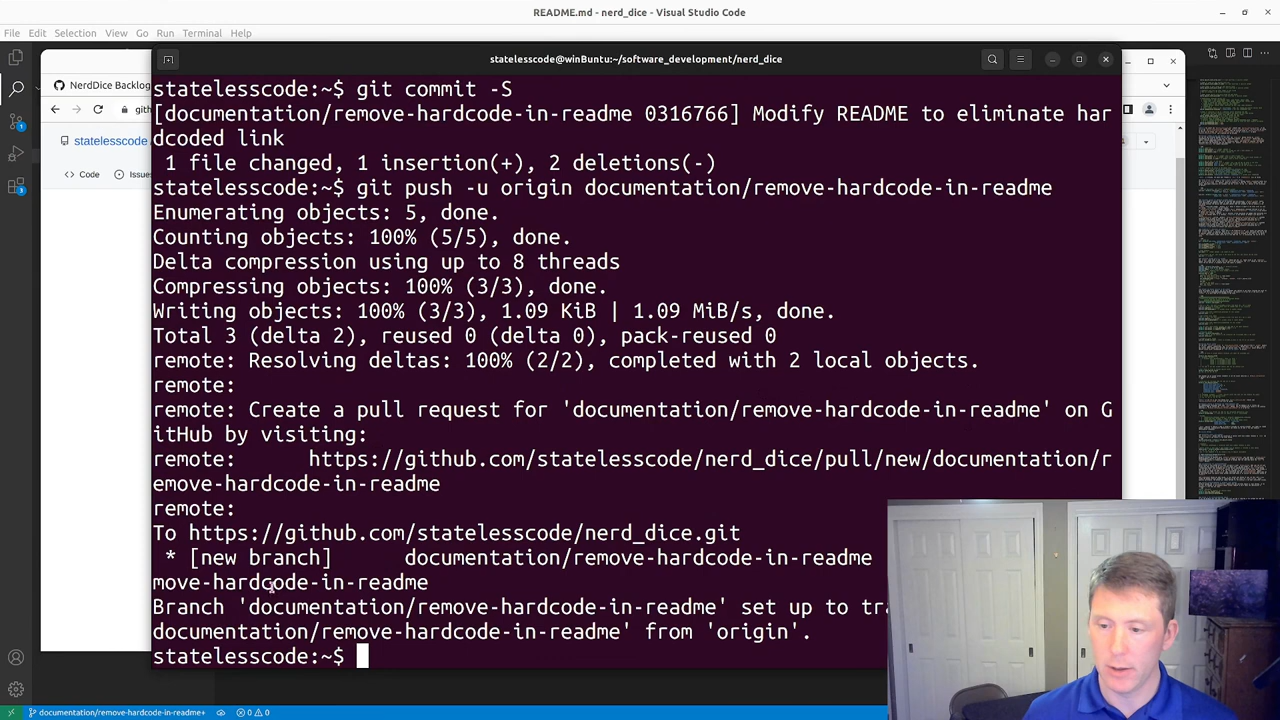 README.md - nerd_dice - Visual Studio Code
File Edit Selection View Go Run Terminal Help
statelesscode@winBuntu:~/software_development/nerd_dice
NerdDice Backlog
gith
statelesscode /
Code
Issues
statelesscode:~$ git commit -S
[documentation/remove-hardcode-in-readme 0316766] Modify README to eliminate har
dcoded link
1 file changed, 1 insertion(+), 2 deletions(-)
statelesscode:~$ git push -u origin documentation/remove-hardcode-in-readme
Enumerating objects: 5, done.
Counting objects: 100% (5/5), done.
Delta compression using up to 8 threads
Compressing objects: 100% (3/3), done.
Writing objects: 100% (3/3), 1.09 KiB | 1.09 MiB/s, done.
Total 3 (delta 2), reused 0 (delta 0), pack-reused 0
remote: Resolving deltas: 100% (2/2), completed with 2 local objects.
remote:
remote: Create a pull request for 'documentation/remove-hardcode-in-readme' on G
itHub by visiting:
remote: https://github.com/statelesscode/nerd_dice/pull/new/documentation/r
emove-hardcode-in-readme
remote:
To https://github.com/statelesscode/nerd_dice.git
* [new branch] documentation/remove-hardcode-in-readme
move-hardcode-in-readme
Branch 'documentation/remove-hardcode-in-readme' set up to tra
documentation/remove-hardcode-in-readme' from 'origin'.
statelesscode:~$
documentation/remove-hardcode-in-readme+ 0 0